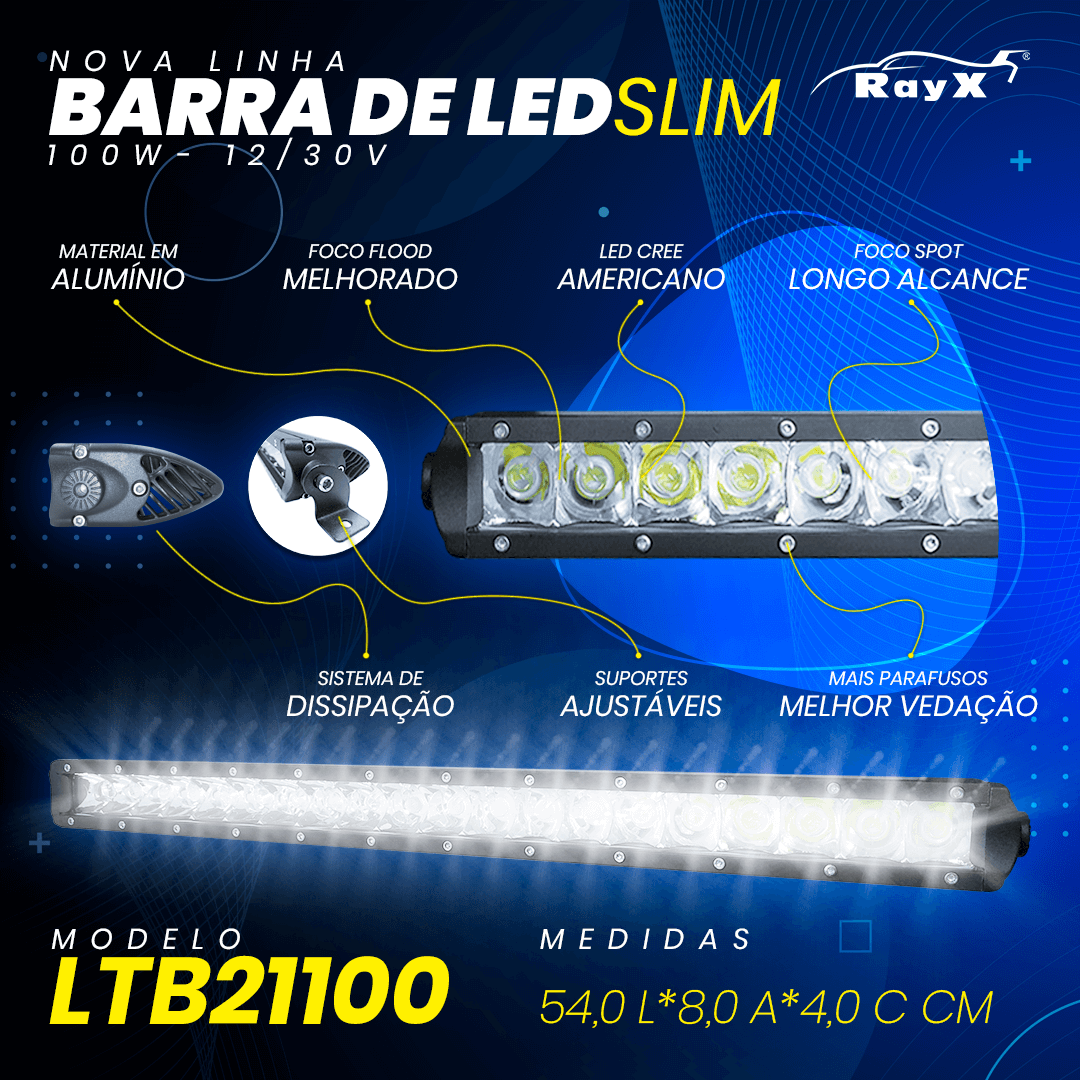 NOVA LINHA
BARRA DE LED SLIM
100W- 12/30V
RayX®
MATERIAL EM
ALUMÍNIO
FOCO FLOOD
MELHORADO
LED CREE
AMERICANO
FOCO SPOT
LONGO ALCANCE
SISTEMA DE
DISSIPAÇÃO
SUPORTES
AJUSTÁVEIS
MAIS PARAFUSOS
MELHOR VEDAÇÃO
MODELO
LTB21100
MEDIDAS
54,0 L*8,0 A*4,0 C CM